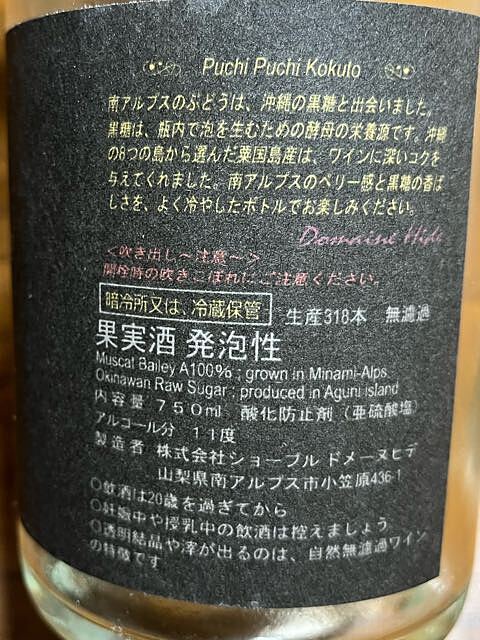 Puchi Puchi Kokuto
南アルプスのぶどうは、沖縄の黒糖と出会いました。
黒糖は、瓶内で泡を生むための酵母の栄養源です。沖縄
の8つの島から選んだ粟国島産は、ワインに深いコクを
与えてくれました。南アルプスのベリー感と黒糖の香ば
しさを、よく冷やしたボトルでお楽しみください。
Domaine Hide
<吹き出し～注意～>
開栓時の吹きこぼれにご注意ください。
暗冷所又は、冷蔵保管 生産318本 無濾過
果実酒 発泡性
Muscat Bailey A100% : grown in Minami-Alps
Okinawan Raw Sugar : produced in Aguni island
内容量 750ml 酸化防止剤（亜硫酸塩）
アルコール分 11度
製造者 株式会社ショープル ドメーヌヒデ
山梨県南アルプス市小笠原436-1
○飲酒は20歳を過ぎてから
○妊娠中や授乳中の飲酒は控えましょう
○透明結晶や滓が出るのは、自然無濾過ワイン
の特徴です